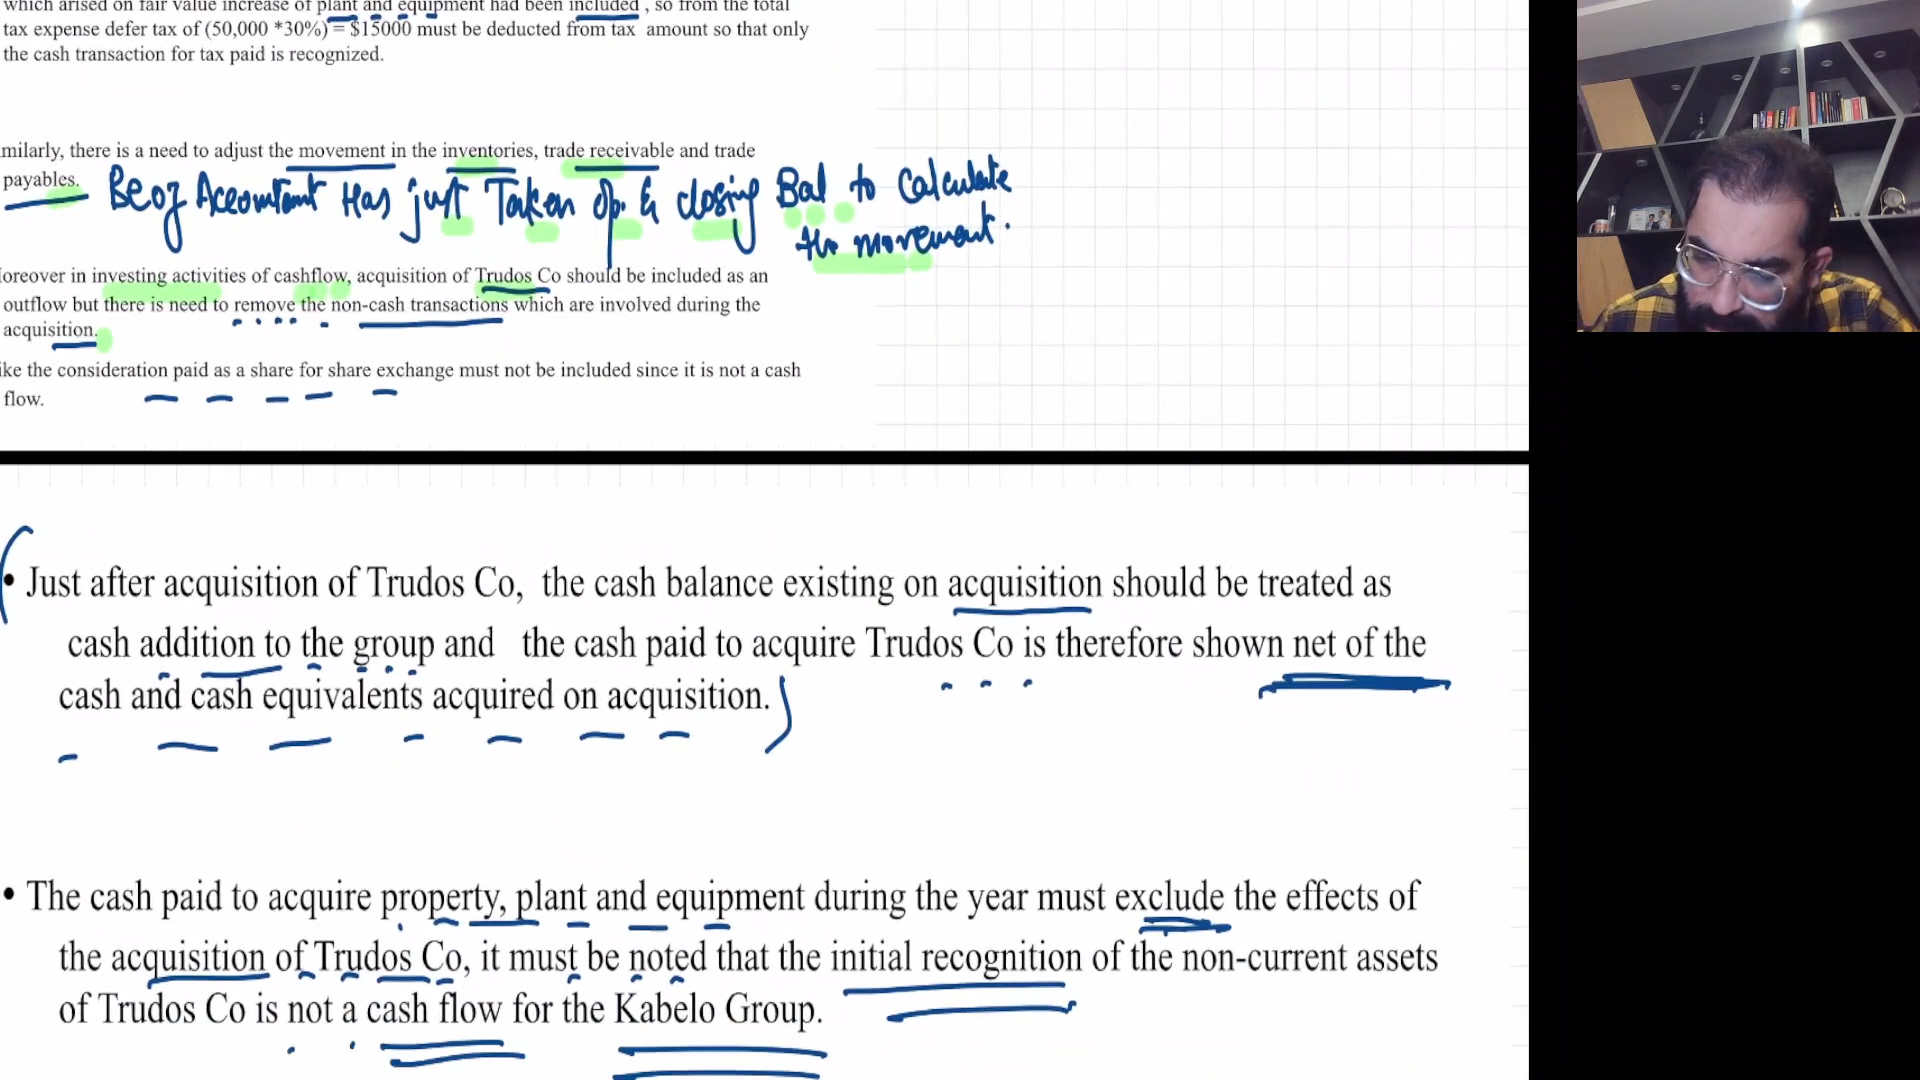 which arised on fair value increase of plant and equipment had been included , so from the total
tax expense defer tax of (50,000 *30%) = $15000 must be deducted from tax amount so that only
the cash transaction for tax paid is recognized.
milarly, there is a need to adjust the movement in the inventories, trade receivable and trade
payables. Bcoz Accountant Has just Taken op. & closing Bal to Calculate
the movement.
oreover in investing activities of cashflow, acquisition of Trudos Co should be included as an
outflow but there is need to remove the non-cash transactions which are involved during the
acquisition.
ike the consideration paid as a share for share exchange must not be included since it is not a cash
flow.
• Just after acquisition of Trudos Co, the cash balance existing on acquisition should be treated as
cash addition to the group and the cash paid to acquire Trudos Co is therefore shown net of the
cash and cash equivalents acquired on acquisition.
• The cash paid to acquire property, plant and equipment during the year must exclude the effects of
the acquisition of Trudos Co, it must be noted that the initial recognition of the non-current assets
of Trudos Co is not a cash flow for the Kabelo Group.